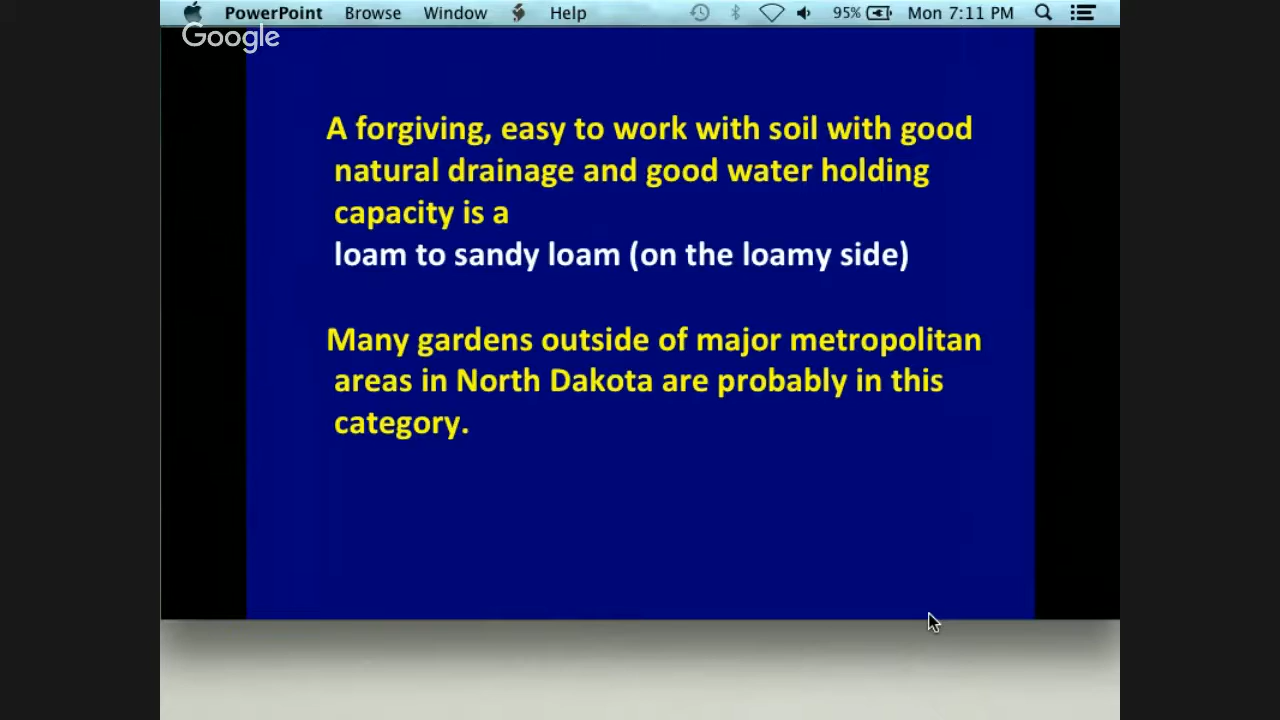 PowerPoint Browse Window Help 95% Mon 7:11 PM
Google
A forgiving, easy to work with soil with good
natural drainage and good water holding
capacity is a
loam to sandy loam (on the loamy side)
Many gardens outside of major metropolitan
areas in North Dakota are probably in this
category.